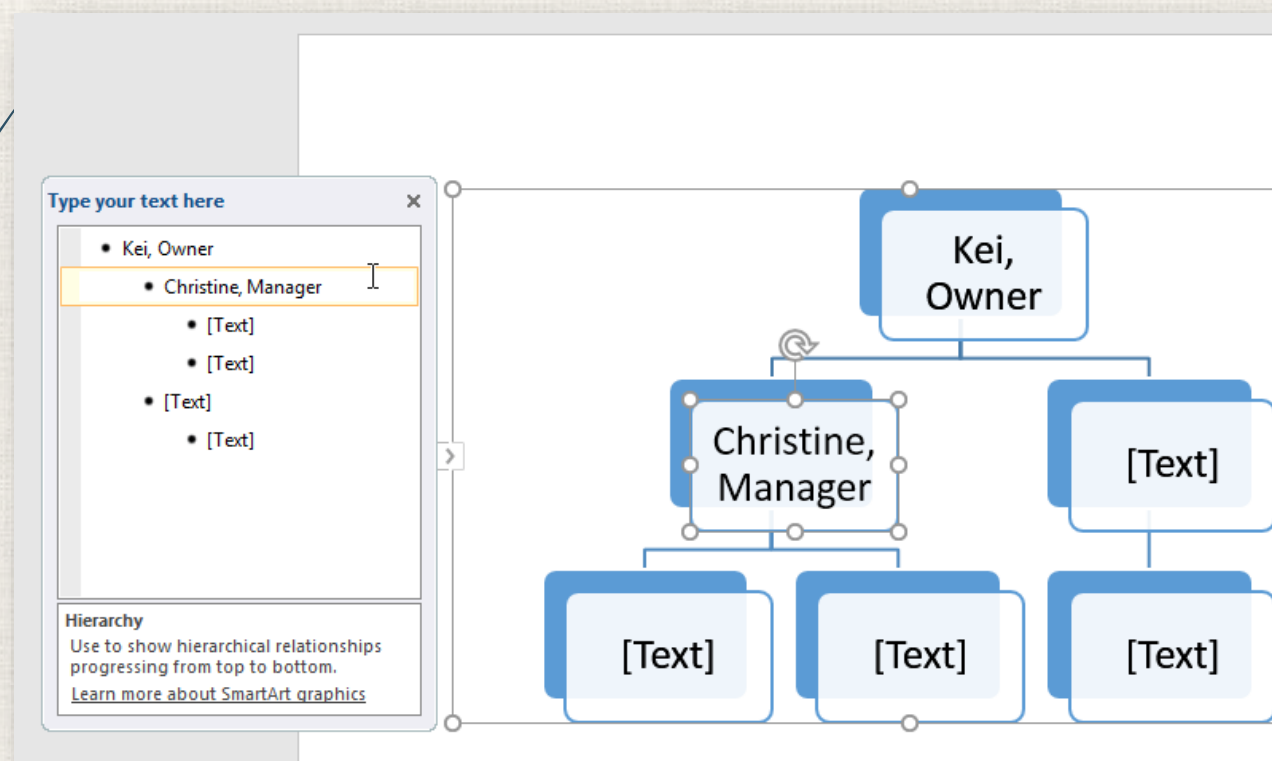 Type your text here
Kei, Owner
Christine, Manager
[Text]
[Text]
[Text]
[Text]
Hierarchy
Use to show hierarchical relationships
progressing from top to bottom.
Learn more about SmartArt graphics
Kei,
Owner
Christine,
Manager
[Text]
[Text]
[Text]
[Text]